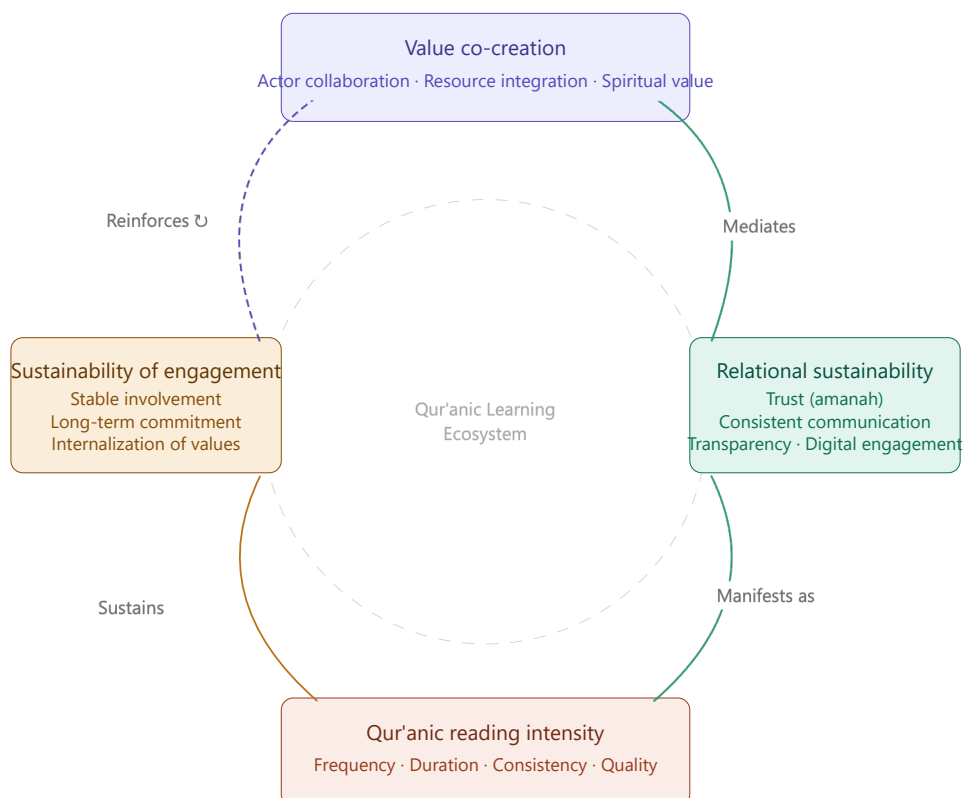 Value co-creation
Actor collaboration · Resource integration · Spiritual value
Reinforces ↻
Mediates
Sustainability of engagement
Stable involvement
Long-term commitment
Internalization of values
Qur'anic Learning
Ecosystem
Relational sustainability
Trust (amanah)
Consistent communication
Transparency · Digital engagement
Sustains
Manifests as
Qur'anic reading intensity
Frequency · Duration · Consistency · Quality